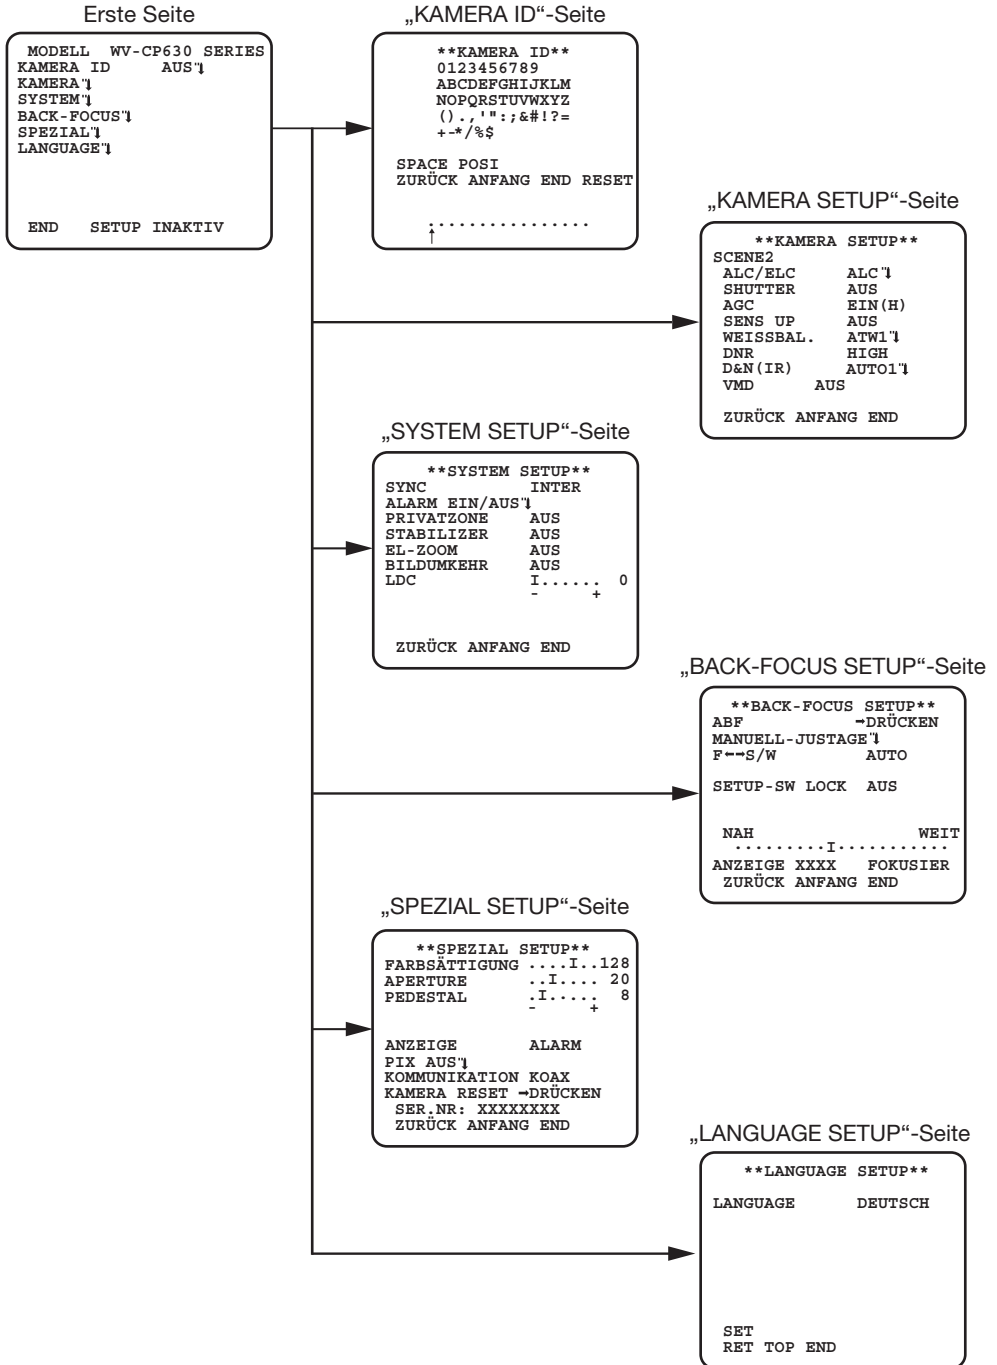 Erste Seite
MODELL WV-CP630 SERIES
KAMERA ID AUS
KAMERA
SYSTEM
BACK-FOCUS
SPEZIAL
LANGUAGE
END SETUP INAKTIV
„KAMERA ID“-Seite
**KAMERA ID**
0123456789
ABCDEFGHIJKLM
NOPQRSTUVWXYZ
().,'":;&#!?=
+-*/%$
SPACE POSI
ZURÜCK ANFANG END RESET
................
↑
„KAMERA SETUP“-Seite
**KAMERA SETUP**
SCENE2
ALC/ELC ALC
SHUTTER AUS
AGC EIN(H)
SENS UP AUS
WEISSBAL. ATW1
DNR HIGH
D&N(IR) AUTO1
VMD AUS
ZURÜCK ANFANG END
„SYSTEM SETUP“-Seite
**SYSTEM SETUP**
SYNC INTER
ALARM EIN/AUS
PRIVATZONE AUS
STABILIZER AUS
EL-ZOOM AUS
BILDUMKEHR AUS
LDC I...... 0
- +
ZURÜCK ANFANG END
„BACK-FOCUS SETUP“-Seite
**BACK-FOCUS SETUP**
ABF →DRÜCKEN
MANUELL-JUSTAGE
F←→S/W AUTO
SETUP-SW LOCK AUS
NAH WEIT
.........I...........
ANZEIGE XXXX FOKUSIER
ZURÜCK ANFANG END
„SPEZIAL SETUP“-Seite
**SPEZIAL SETUP**
FARBSÄTTIGUNG ....I..128
APERTURE ..I.... 20
PEDESTAL .I..... 8
- +
ANZEIGE ALARM
PIX AUS
KOMMUNIKATION KOAX
KAMERA RESET →DRÜCKEN
SER.NR: XXXXXXXX
ZURÜCK ANFANG END
„LANGUAGE SETUP“-Seite
**LANGUAGE SETUP**
LANGUAGE DEUTSCH
SET
RET TOP END